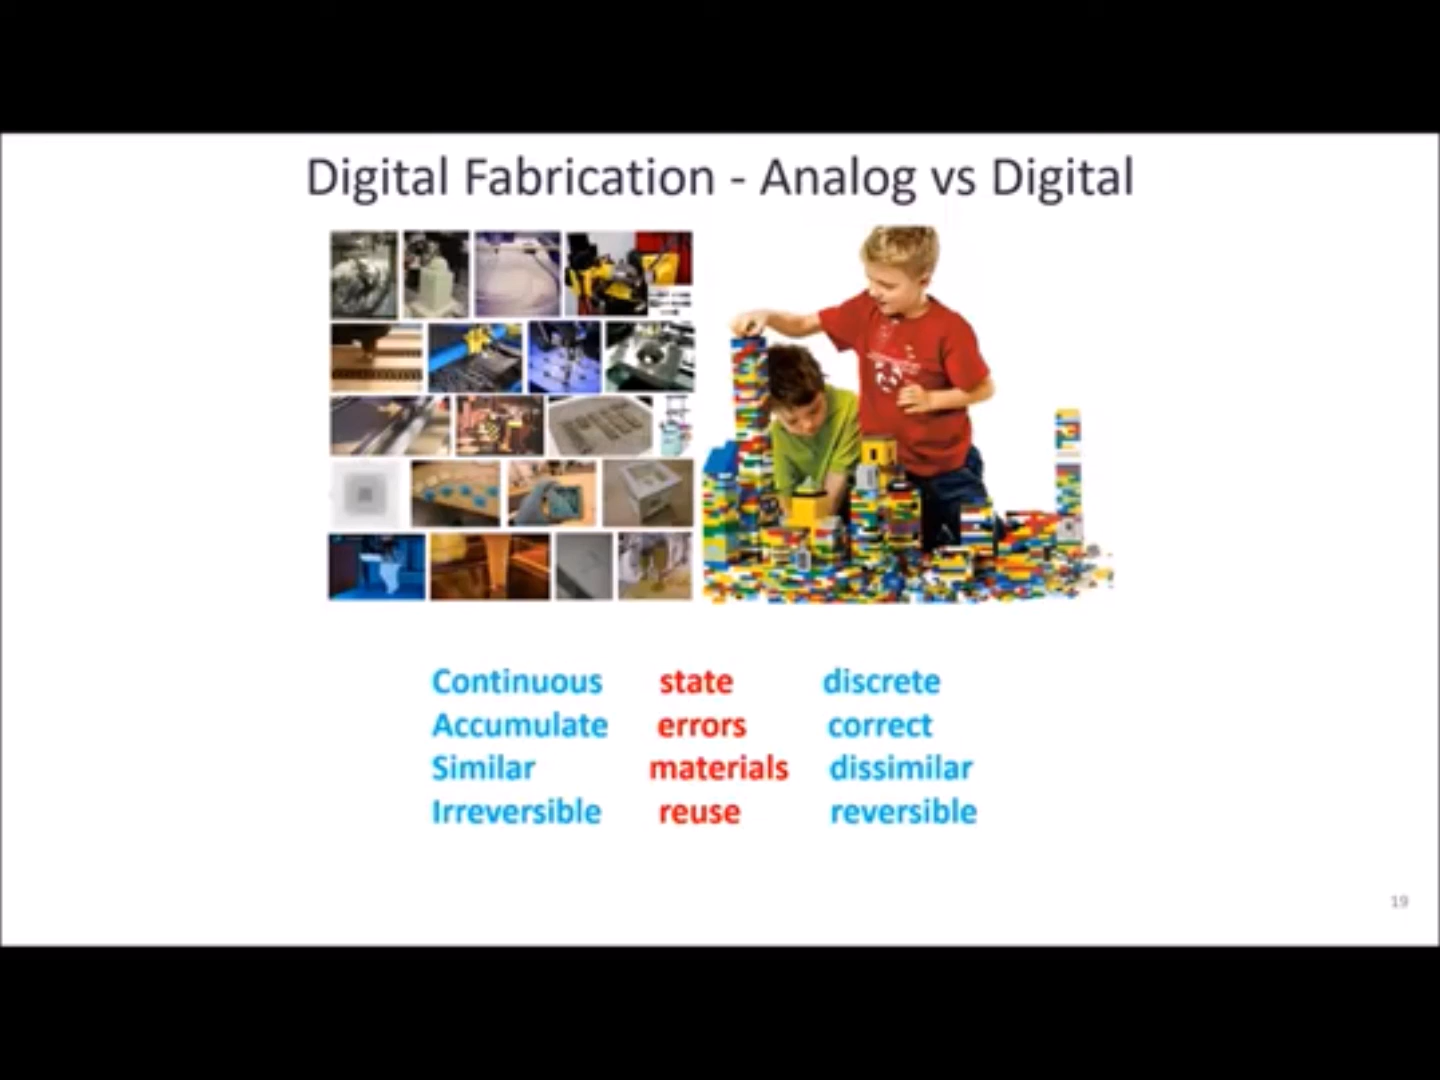 Digital Fabrication - Analog vs Digital
Continuous state discrete
Accumulate errors correct
Similar materials dissimilar
Irreversible reuse reversible
19